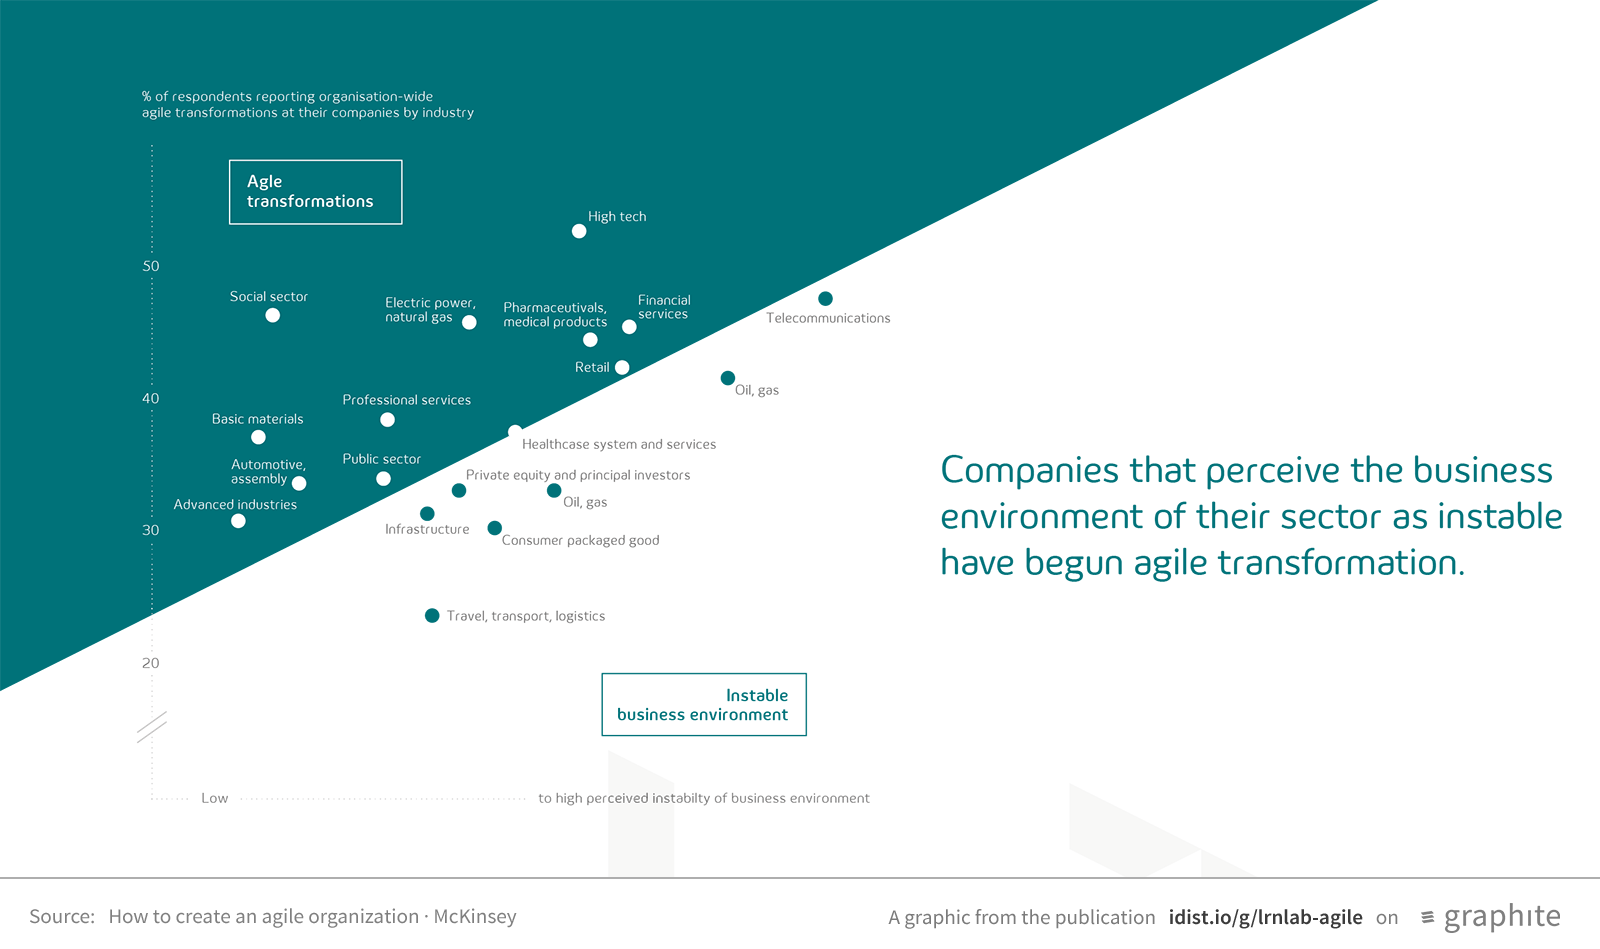 % of respondents reporting organisation-wide
agile transformations at their companies by industry
Agle
transformations
High tech
50
Social sector
Electric power,
natural gas
Pharmaceutivals,
medical products
Financial
services
Telecommunications
Retail
Oil, gas
40
Professional services
Basic materials
Healthcase system and services
Automotive,
assembly
Public sector
Private equity and principal investors
Oil, gas
Advanced industries
Infrastructure
30
Consumer packaged good
Travel, transport, logistics
20
Instable
business environment
Low
to high perceived instabilty of business environment
Companies that perceive the business
environment of their sector as instable
have begun agile transformation.
Source: How to create an agile organization · McKinsey
A graphic from the publication idist.io/g/lrnlab-agile on graphite